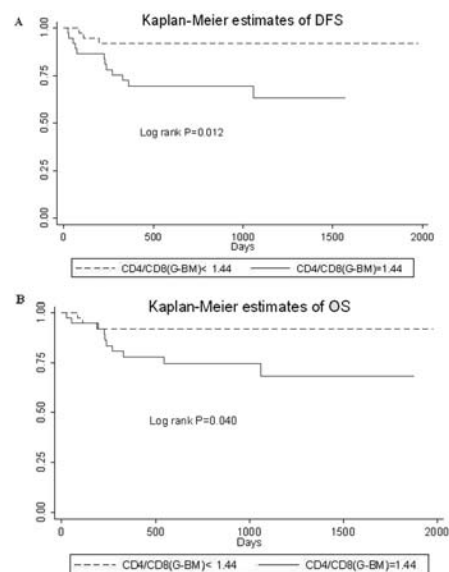 A
Kaplan-Meier estimates of DFS
1.00
0.75
0.50
0.25
0.00
Log rank P=0.012
0 500 1000 1500 2000
Days
CD4/CD8(G-BM)< 1.44 CD4/CD8(G-BM)=1.44
B
Kaplan-Meier estimates of OS
1.00
0.75
0.50
0.25
0.00
Log rank P=0.040
0 500 1000 1500 2000
Days
CD4/CD8(G-BM)< 1.44 CD4/CD8(G-BM)=1.44